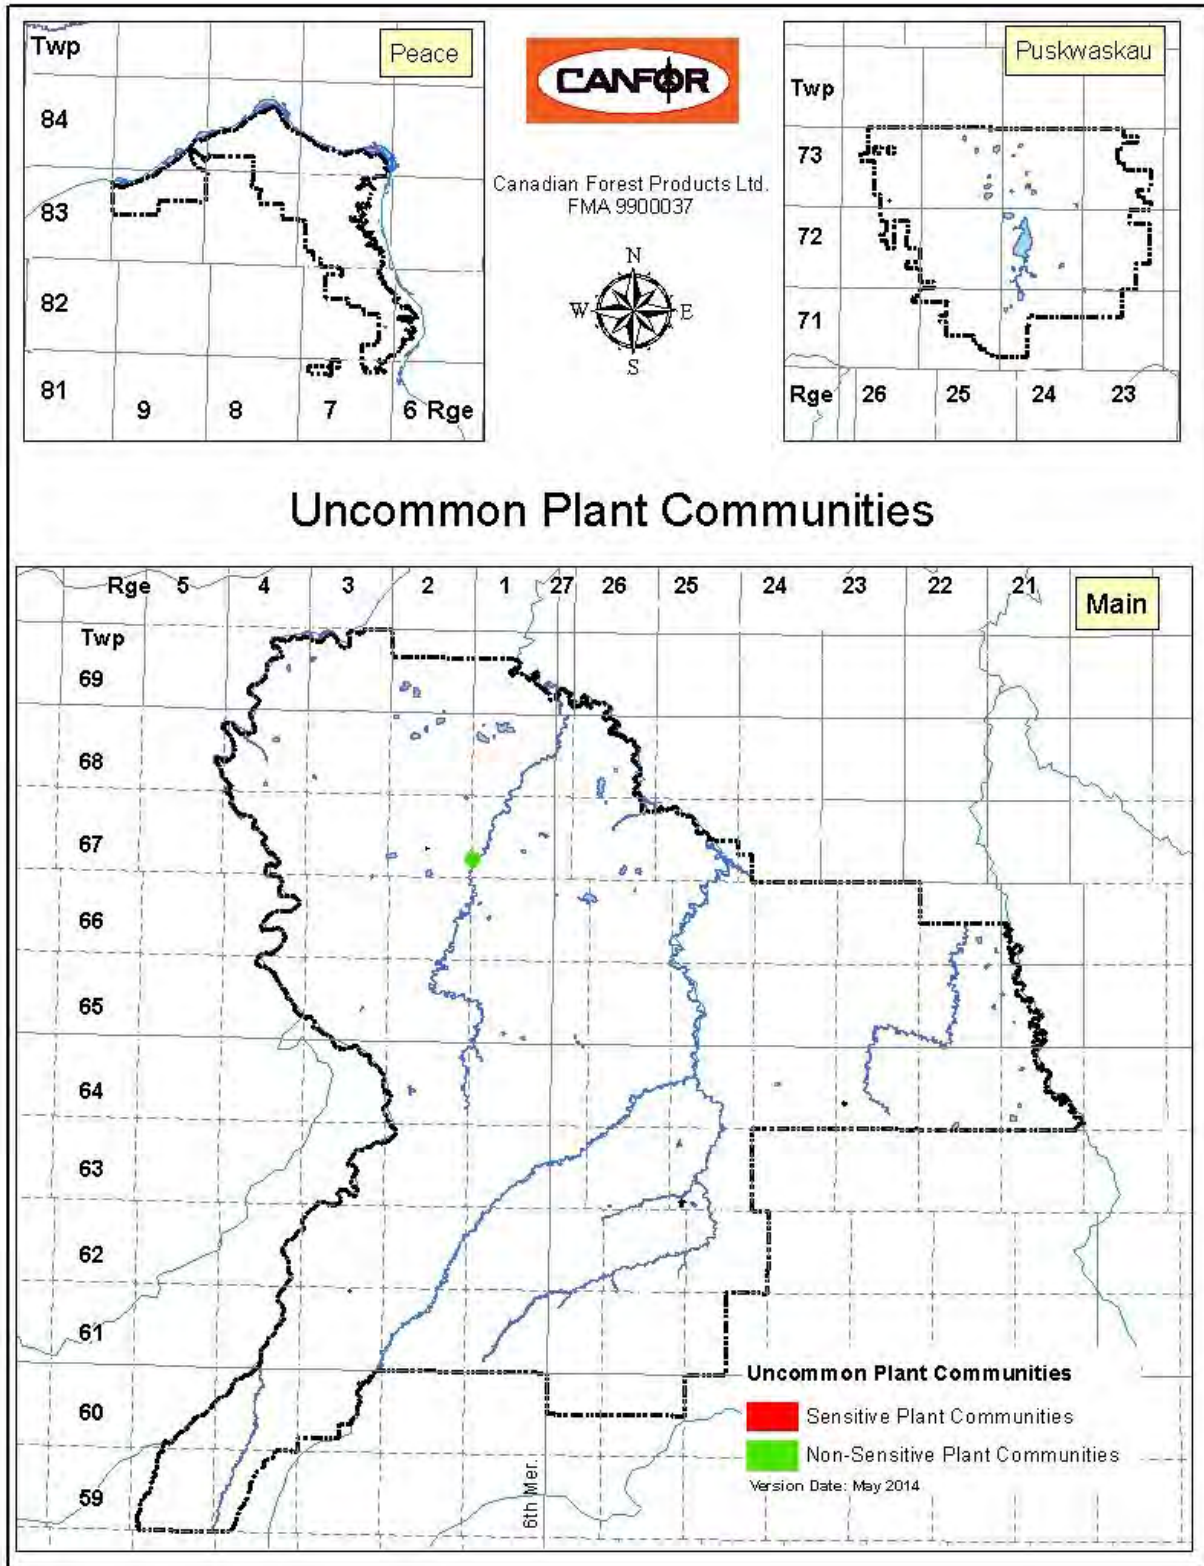 Twp
Peace
84
83
82
81
9 8 7 6 Rge
CANFOR
Canadian Forest Products Ltd.
FMA 9900037
N
W E
S
Puskwaskau
Twp
73
72
71
Rge 26 25 24 23
Uncommon Plant Communities
Rge 5 4 3 2 1 27 26 25 24 23 22 21
Main
Twp
69
68
67
66
65
64
63
62
61
60
59
6th Mer.
Uncommon Plant Communities
Sensitive Plant Communities
Non-Sensitive Plant Communities
Version Date: May 2014